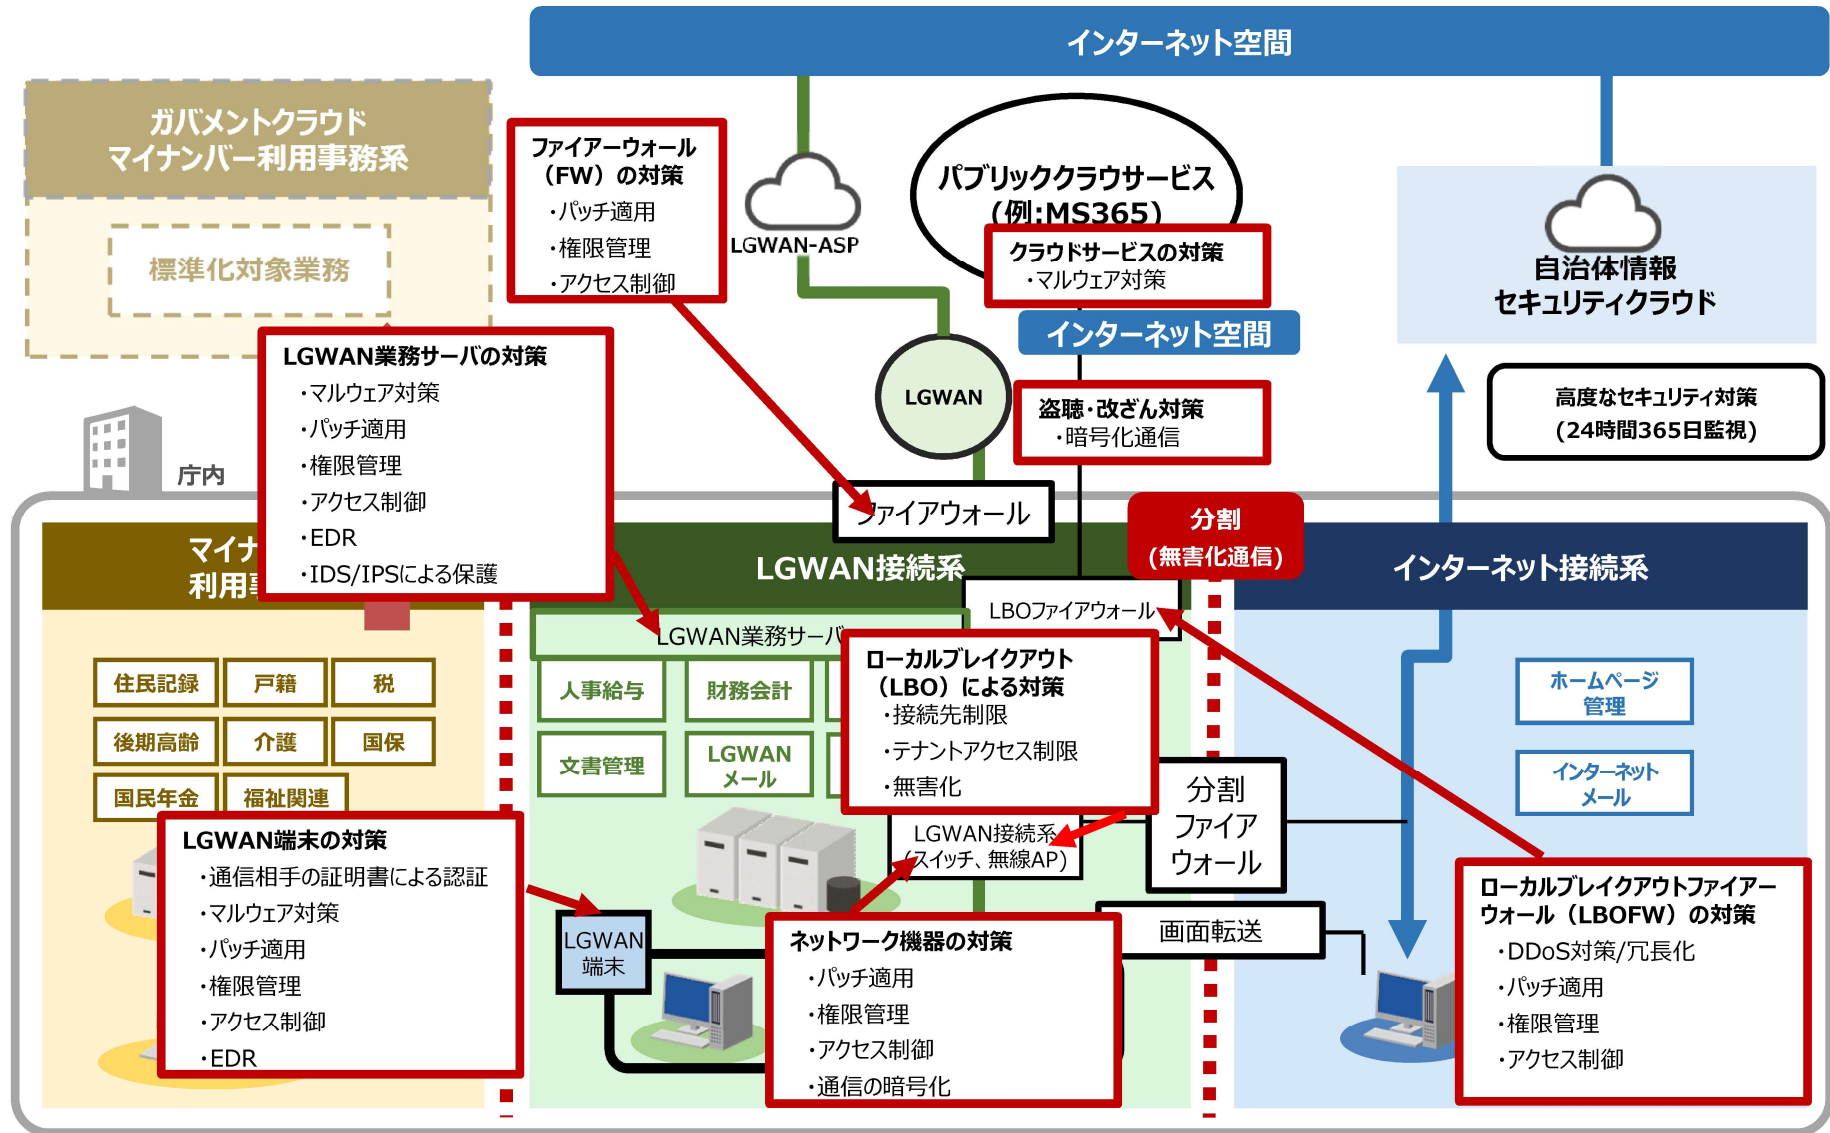 インターネット空間
ガバメントクラウド
マイナンバー利用事務系
標準化対象業務
ファイアーウォール
（FW）の対策
・パッチ適用
・権限管理
・アクセス制御
LGWAN-ASP
パブリッククラウサービス
(例:MS365)
クラウドサービスの対策
・マルウェア対策
インターネット空間
自治体情報
セキュリティクラウド
LGWAN業務サーバの対策
・マルウェア対策
・パッチ適用
・権限管理
・アクセス制御
・EDR
・IDS/IPSによる保護
LGWAN
盗聴・改ざん対策
・暗号化通信
高度なセキュリティ対策
(24時間365日監視)
庁内
ファイアウォール
分割
(無害化通信)
マイナ
利用事
LGWAN接続系
インターネット接続系
LBOファイアウォール
LGWAN業務サーバ
住民記録
戸籍
税
後期高齢
介護
国保
国民年金
福祉関連
人事給与
財務会計
文書管理
LGWAN
メール
ローカルブレイクアウト
（LBO）による対策
・接続先制限
・テナントアクセス制限
・無害化
ホームページ
管理
インターネット
メール
分割
ファイア
ウォール
LGWAN接続系
(スイッチ、無線AP)
LGWAN端末の対策
・通信相手の証明書による認証
・マルウェア対策
・パッチ適用
・権限管理
・アクセス制御
・EDR
LGWAN
端末
ネットワーク機器の対策
・パッチ適用
・権限管理
・アクセス制御
・通信の暗号化
画面転送
ローカルブレイクアウトファイアー
ウォール（LBOFW）の対策
・DDoS対策/冗長化
・パッチ適用
・権限管理
・アクセス制御